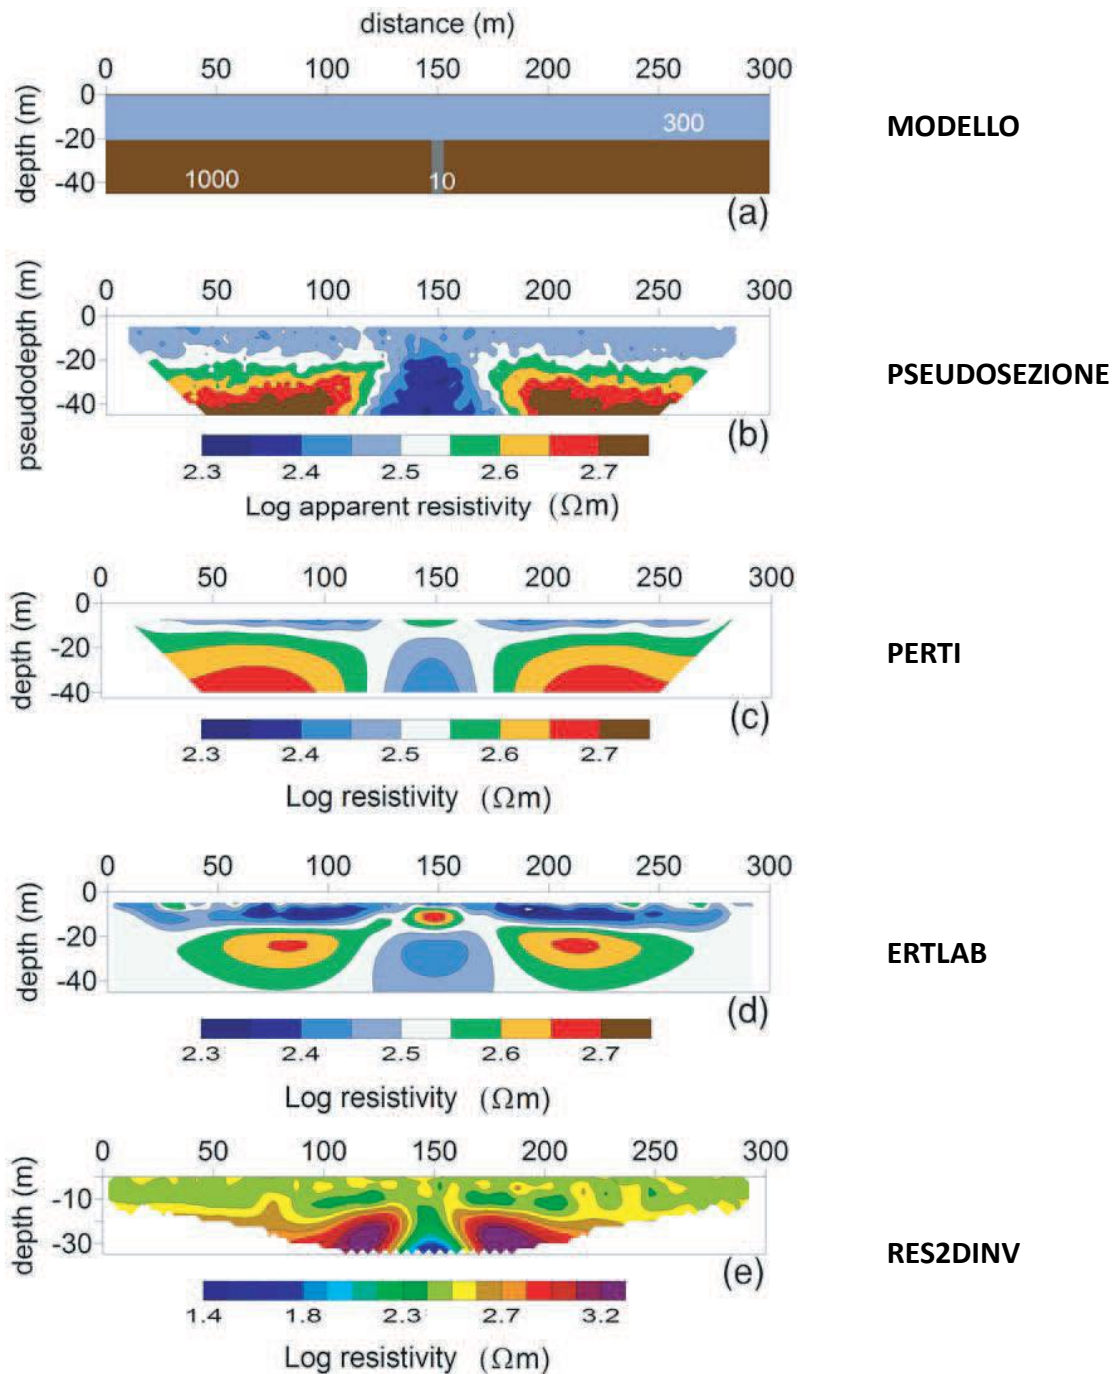 distance (m)
0 50 100 150 200 250 300
depth (m)
0
-20
-40
300
1000
10
(a)
MODELLO
0 50 100 150 200 250 300
pseudodepth (m)
0
-20
-40
(b)
PSEUDOSEZIONE
2.3 2.4 2.5 2.6 2.7
Log apparent resistivity (Ωm)
0 50 100 150 200 250 300
depth (m)
0
-20
-40
(c)
PERTI
2.3 2.4 2.5 2.6 2.7
Log resistivity (Ωm)
0 50 100 150 200 250 300
depth (m)
0
-20
-40
(d)
ERTLAB
2.3 2.4 2.5 2.6 2.7
Log resistivity (Ωm)
0 50 100 150 200 250 300
depth (m)
-10
-30
(e)
RES2DINV
1.4 1.8 2.3 2.7 3.2
Log resistivity (Ωm)